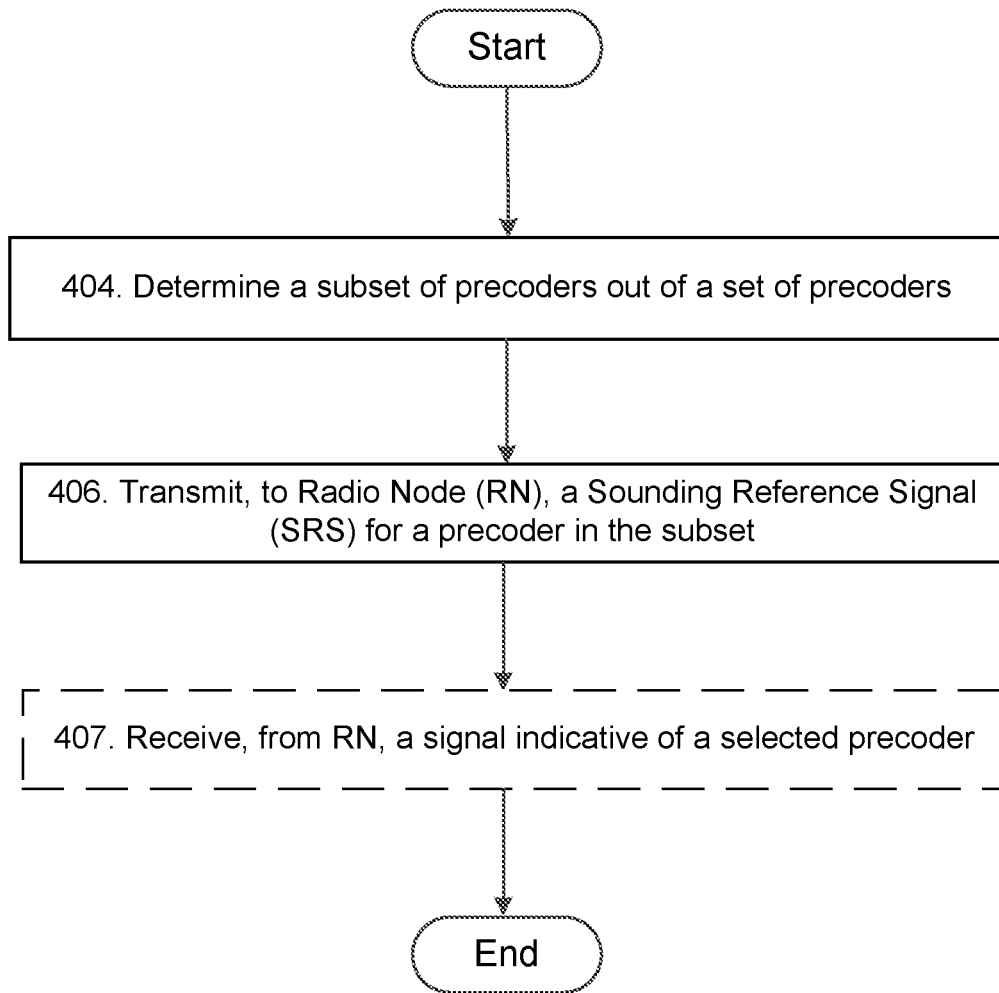 Start
404. Determine a subset of precoders out of a set of precoders
406. Transmit, to Radio Node (RN), a Sounding Reference Signal
(SRS) for a precoder in the subset
407. Receive, from RN, a signal indicative of a selected precoder
End